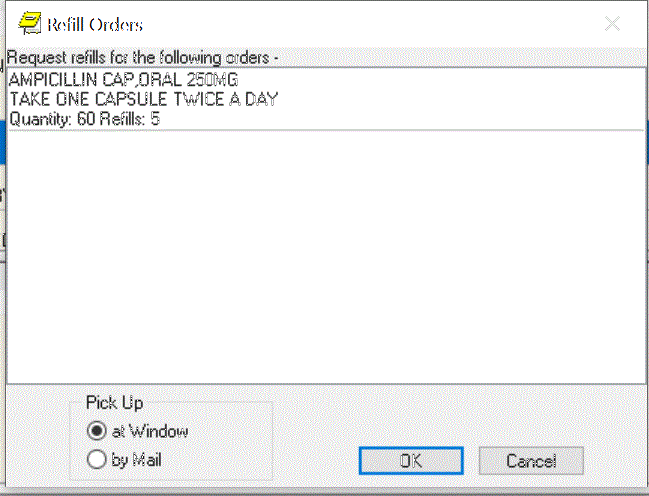 Refill Orders
Request refills for the following orders -
AMPICILLIN CAP,ORAL 250MG
TAKE ONE CAPSULE TWICE A DAY
Quantity: 60 Refills: 5
Pick Up
at Window
by Mail
OK
Cancel